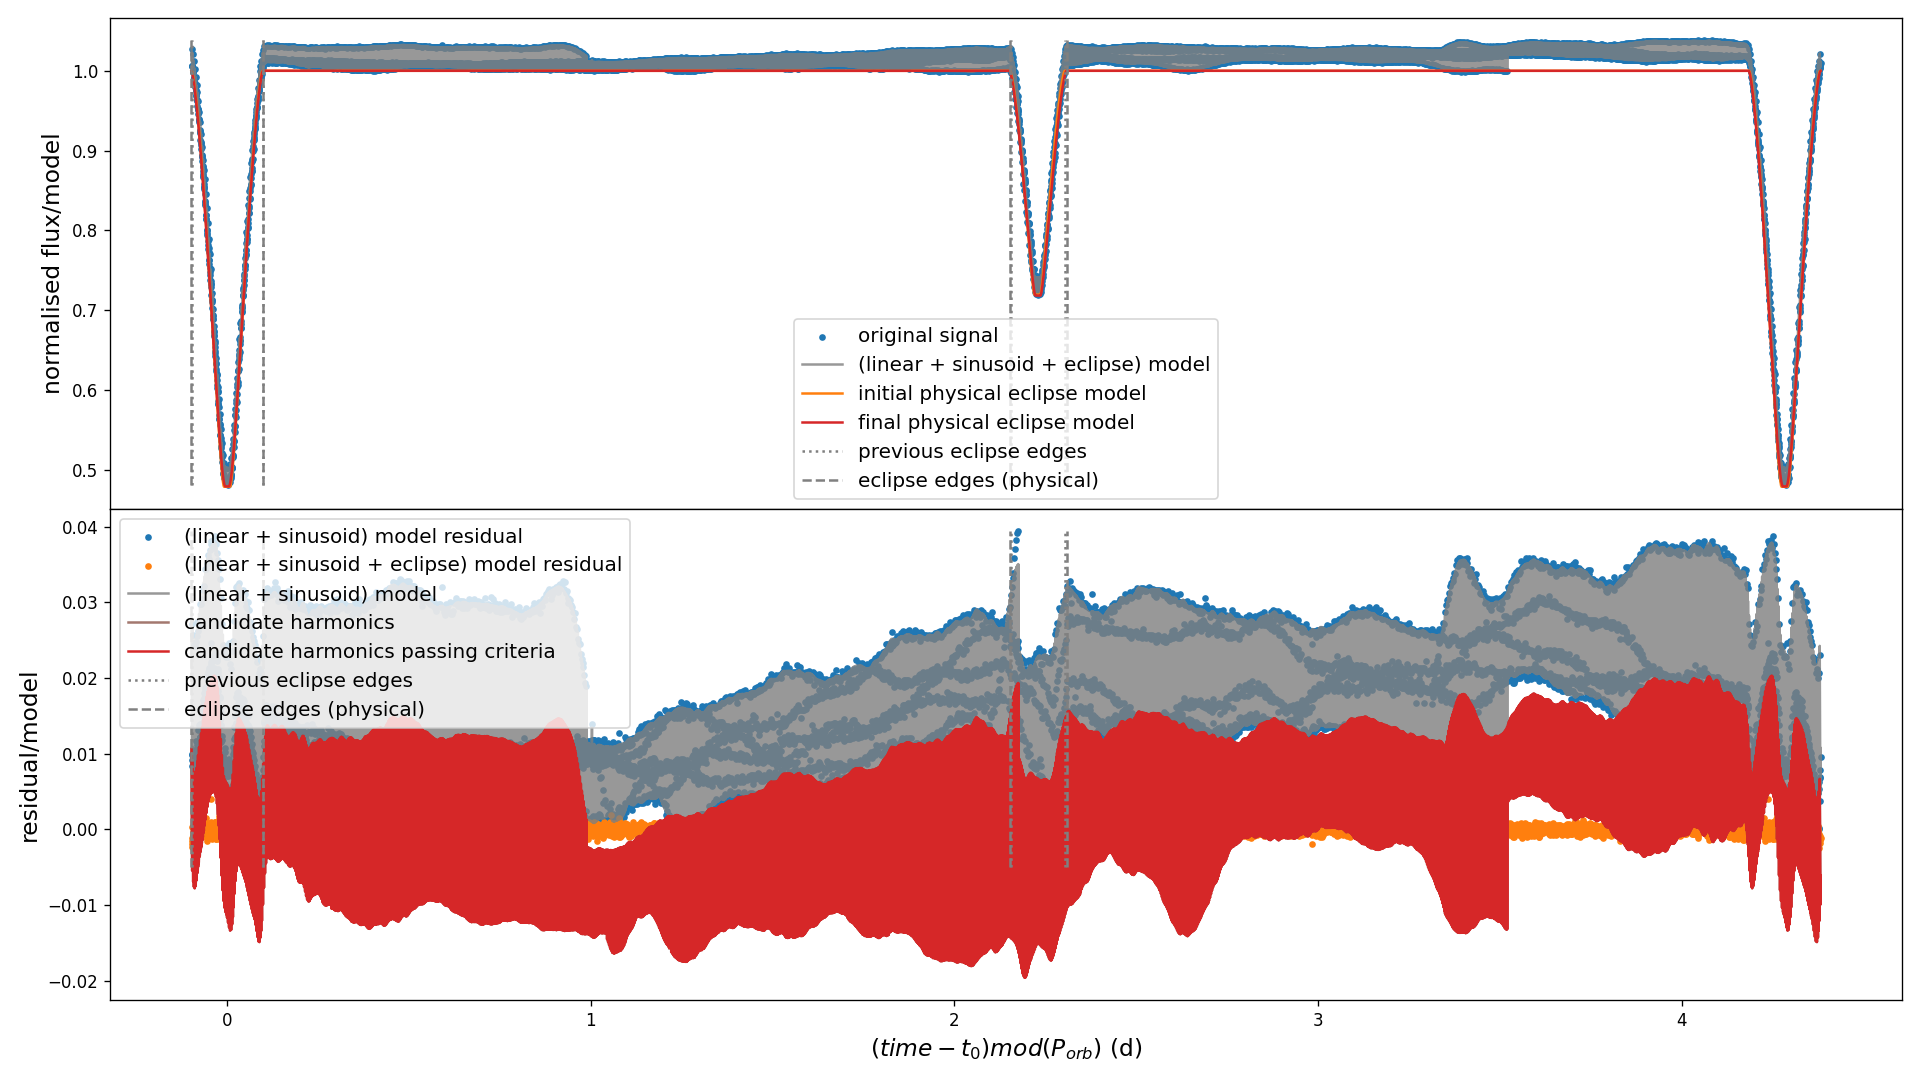 normalised flux/model
1.0
0.9
0.8
0.7
0.6
0.5
original signal
(linear + sinusoid + eclipse) model
initial physical eclipse model
final physical eclipse model
previous eclipse edges
eclipse edges (physical)
residual/model
0.04
0.03
0.02
0.01
0.00
−0.01
−0.02
(linear + sinusoid) model residual
(linear + sinusoid + eclipse) model residual
(linear + sinusoid) model
candidate harmonics
candidate harmonics passing criteria
previous eclipse edges
eclipse edges (physical)
0 1 2 3 4
(time − t₀)mod(Pₒᵣb) (d)